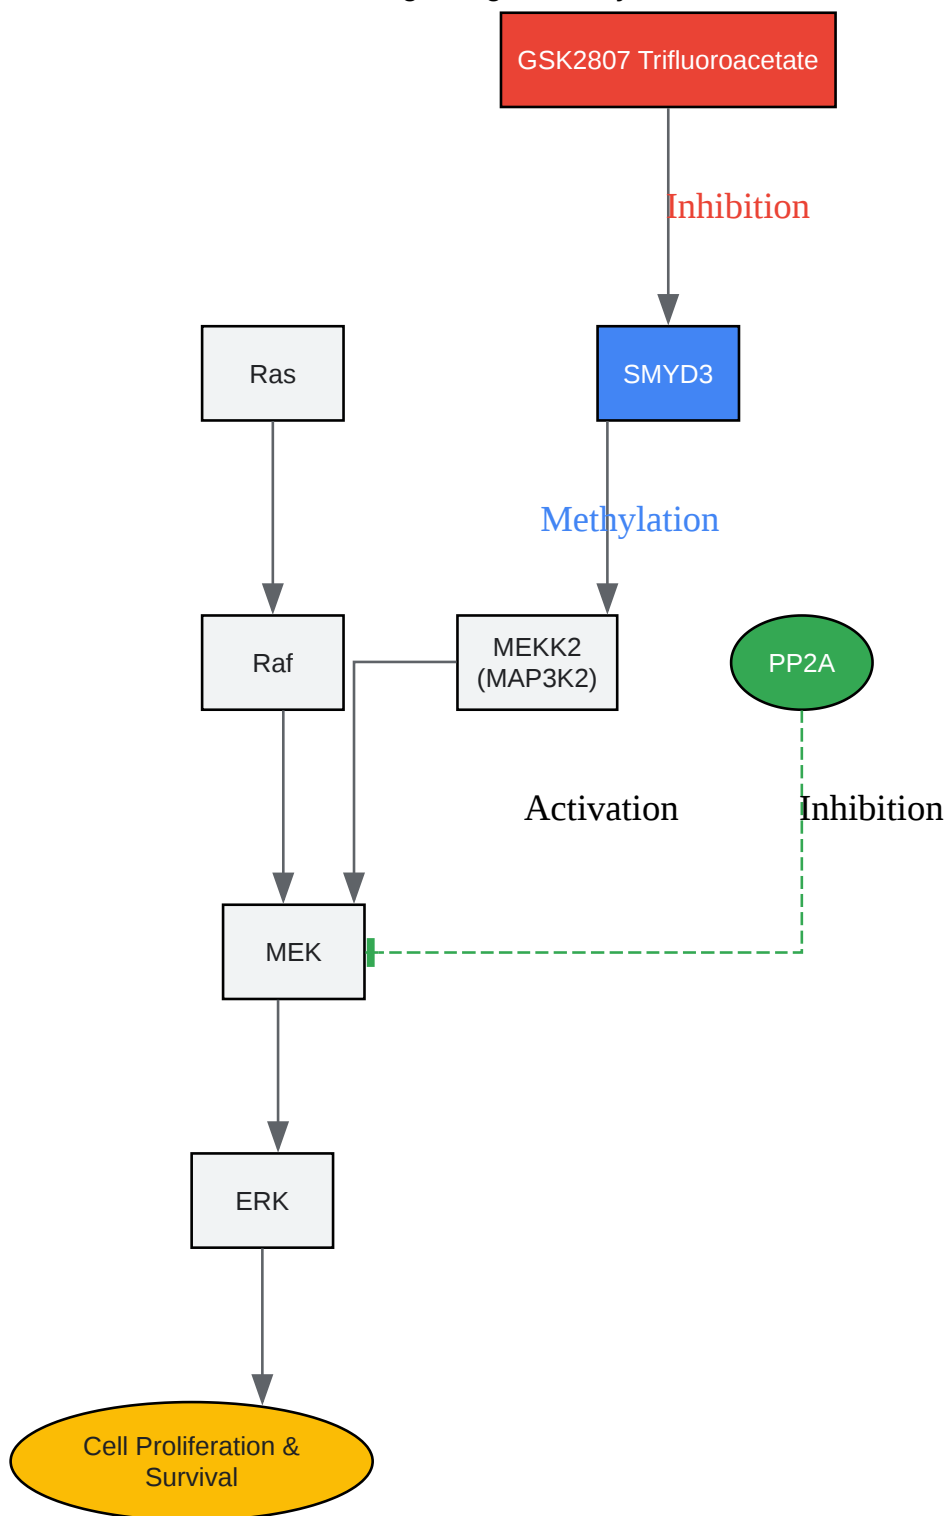 GSK2807 Trifluoroacetate
Inhibition
Ras
SMYD3
Methylation
Raf
MEKK2
(MAP3K2)
PP2A
Activation
Inhibition
MEK
ERK
Cell Proliferation &
Survival